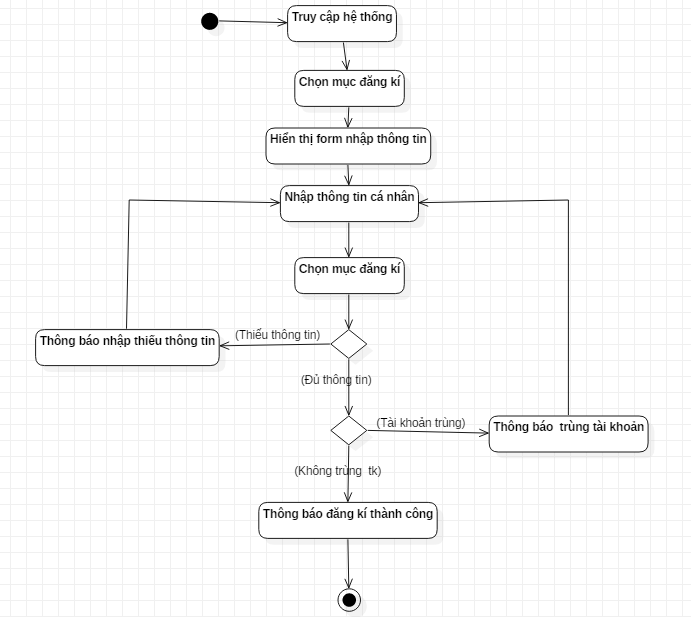 Truy cập hệ thống
Chọn mục đăng kí
Hiển thị form nhập thông tin
Nhập thông tin cá nhân
Chọn mục đăng kí
(Thiếu thông tin)
Thông báo nhập thiếu thông tin
(Đủ thông tin)
(Tài khoản trùng)
Thông báo  trùng tài khoản
(Không trùng  tk)
Thông báo đăng kí thành công